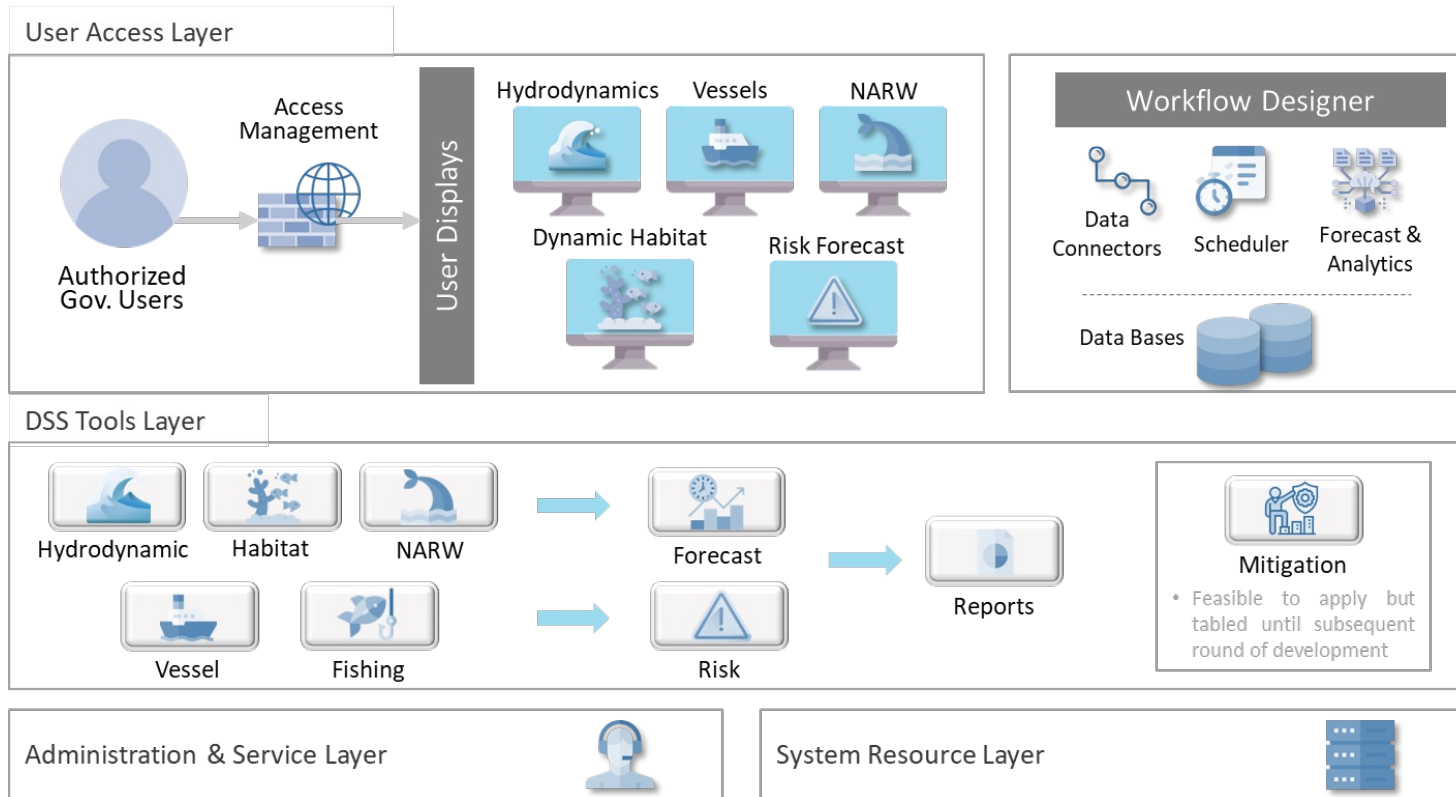 User Access Layer
Authorized
Gov. Users
Access
Management
User Displays
Hydrodynamics
Vessels
NARW
Dynamic Habitat
Risk Forecast
Workflow Designer
Data
Connectors
Scheduler
Forecast &
Analytics
Data Bases
DSS Tools Layer
Hydrodynamic
Habitat
NARW
Vessel
Fishing
Forecast
Risk
Reports
Mitigation
• Feasible to apply but
tabled until subsequent
round of development
Administration & Service Layer
System Resource Layer